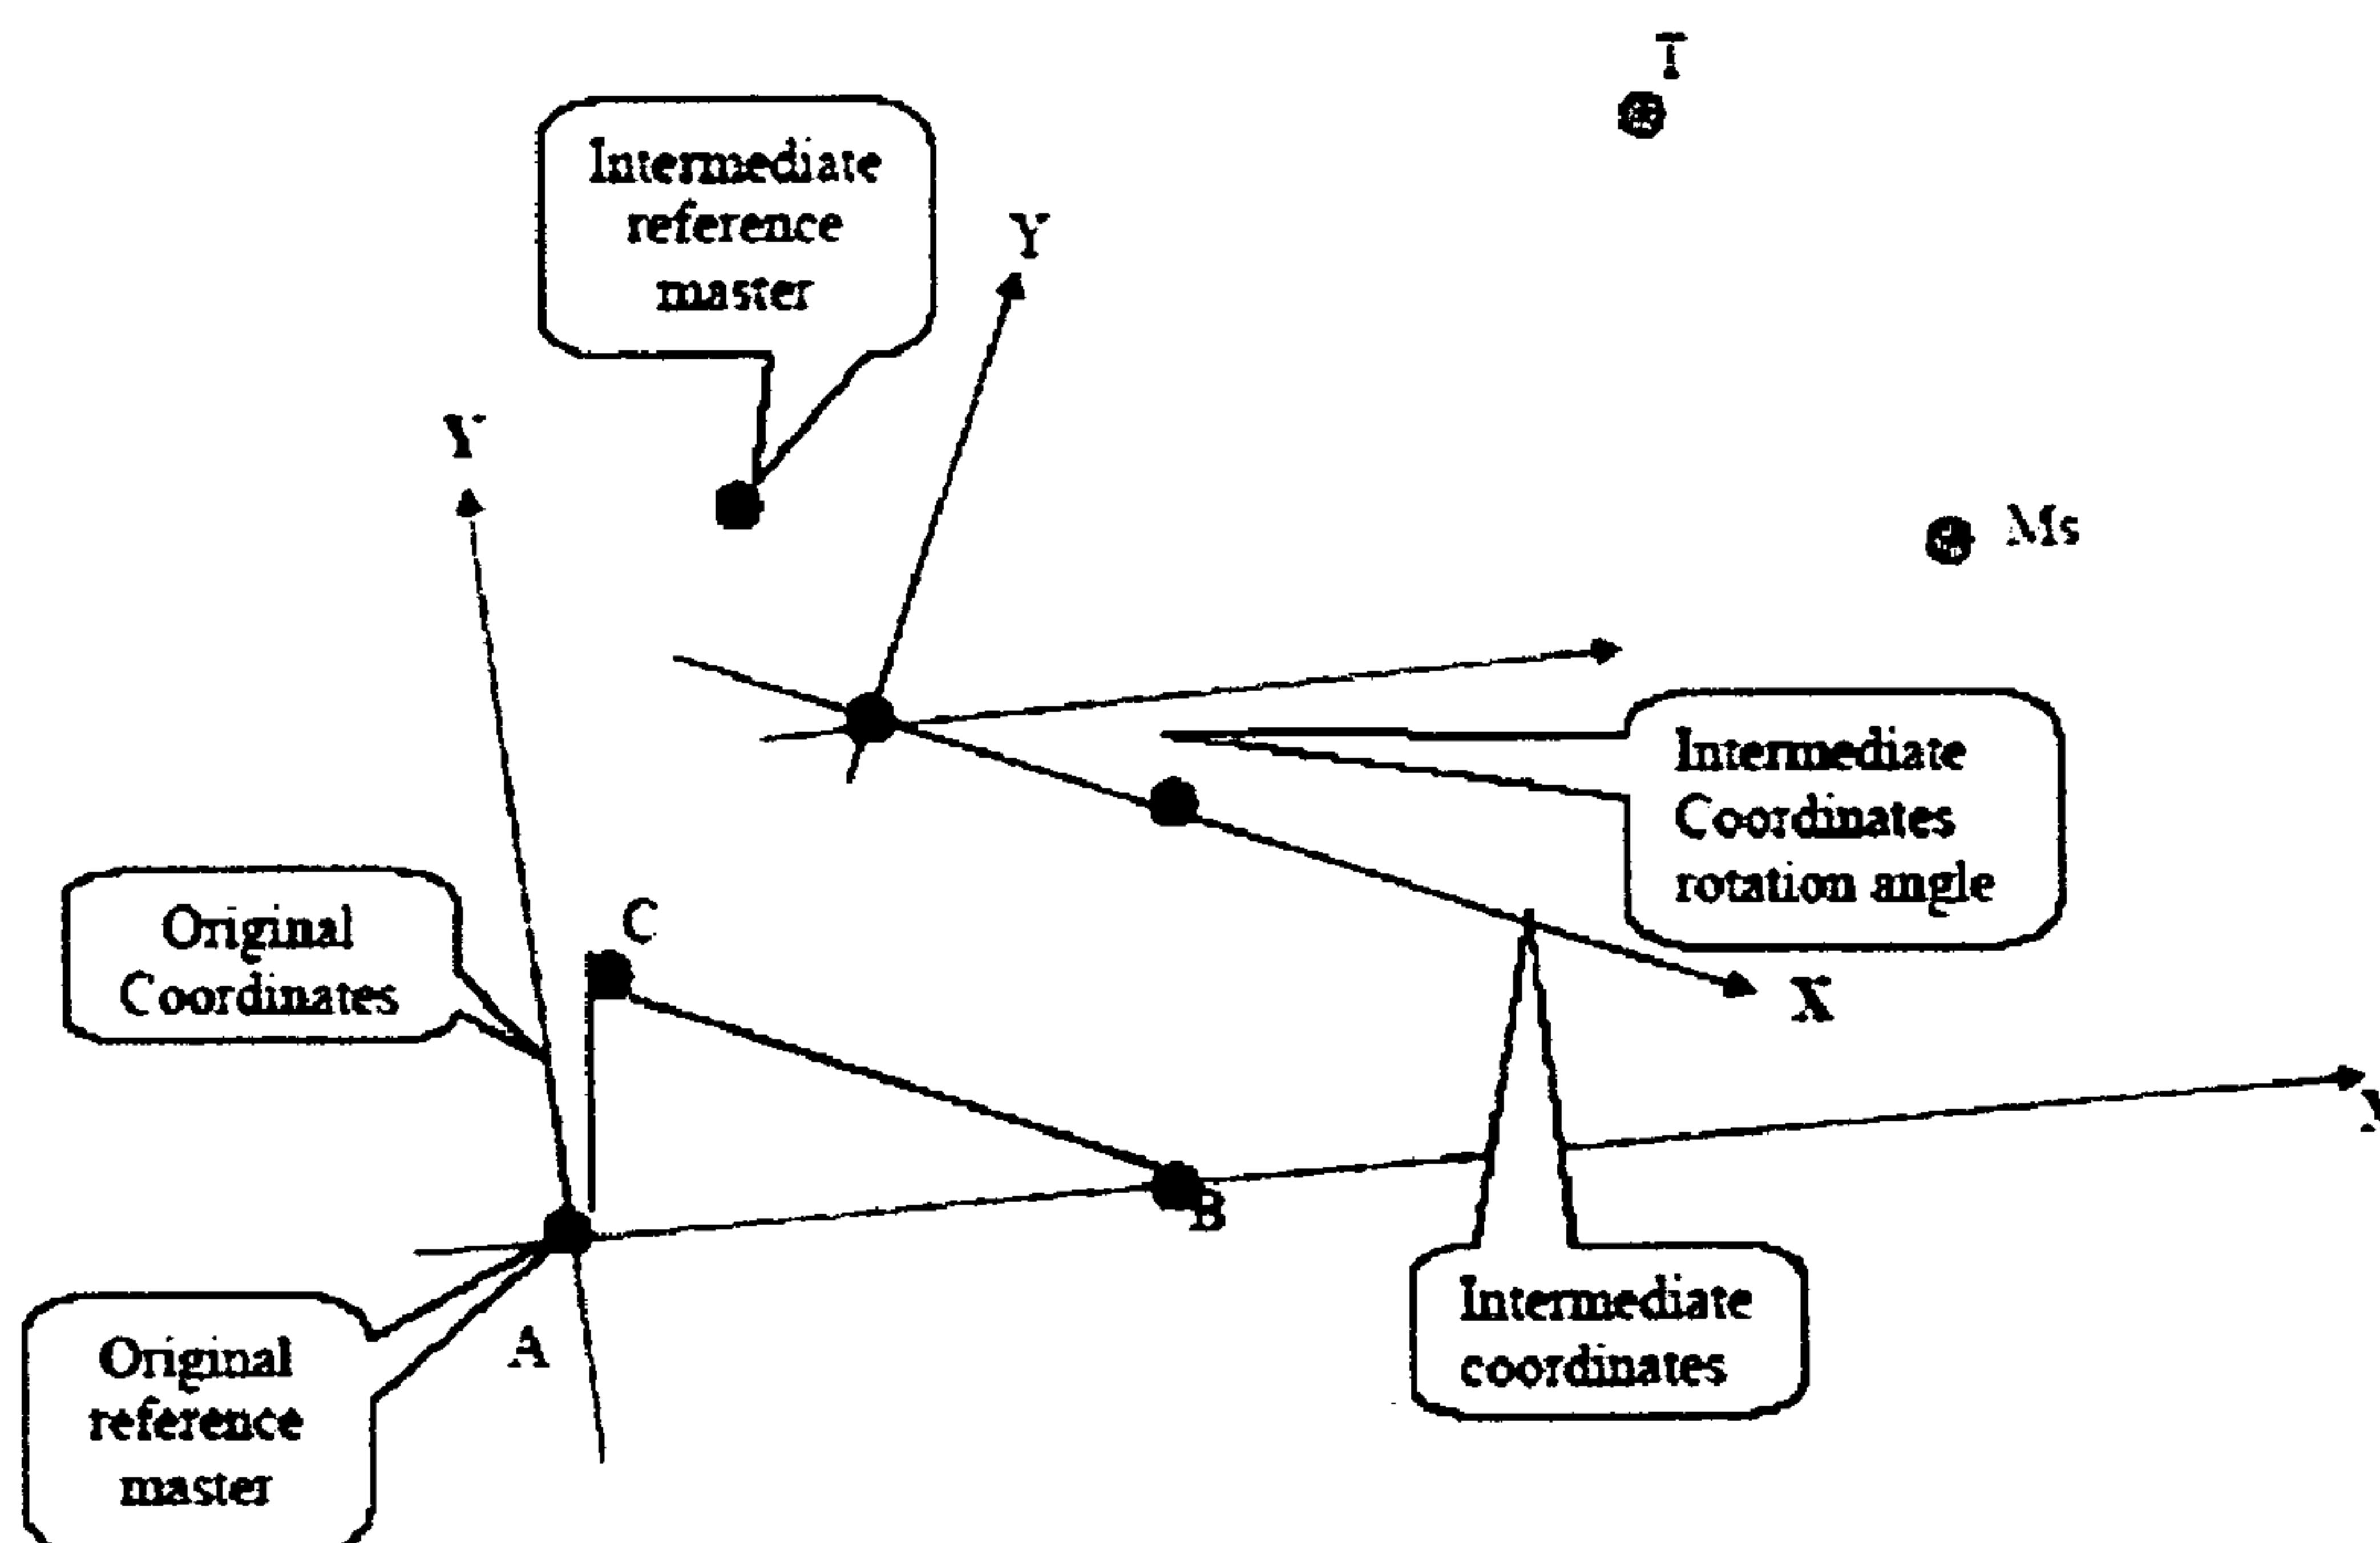 T
Intermediate
reference
master
Y
Y
Ms
Intermediate
Coordinates
rotation angle
Original
Coordinates
C
X
B
Intermediate
coordinates
A
Original
reference
master